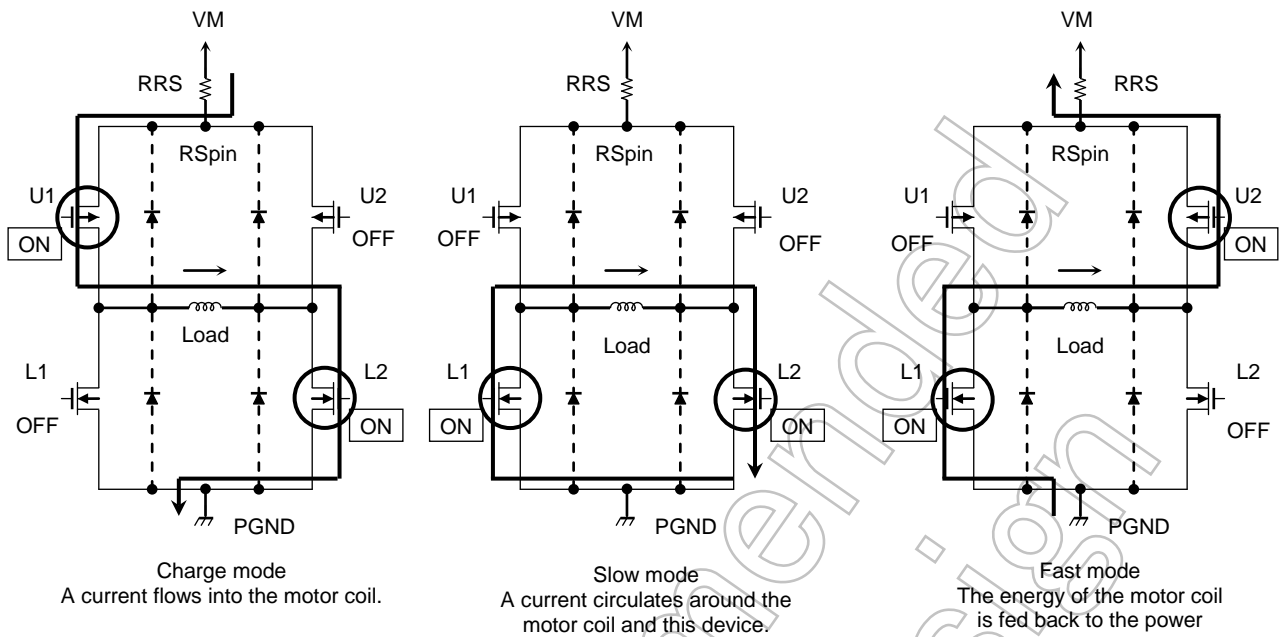 VM
RRS
RSpin
U1
U2
ON
OFF
Load
L1
L2
OFF
ON
PGND
Charge mode
A current flows into the motor coil.
VM
RRS
RSpin
U1
U2
OFF
OFF
Load
L1
L2
ON
ON
PGND
Slow mode
A current circulates around the
motor coil and this device.
VM
RRS
RSpin
U1
U2
OFF
ON
Load
L1
L2
ON
OFF
PGND
Fast mode
The energy of the motor coil
is fed back to the power
mended
sign